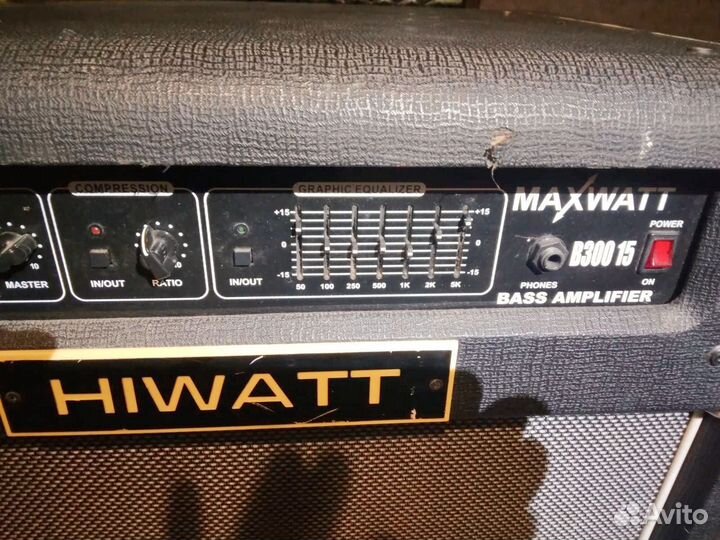 COMPRESSION
GRAPHIC EQUALIZER
MAXWATT
+15 +15
0 0
-15 -15
POWER
B300 15
10
MASTER
IN/OUT
RATIO
IN/OUT
50 100 250 500 1K 2K 5K
PHONES
ON
BASS AMPLIFIER
HIWATT
Avito